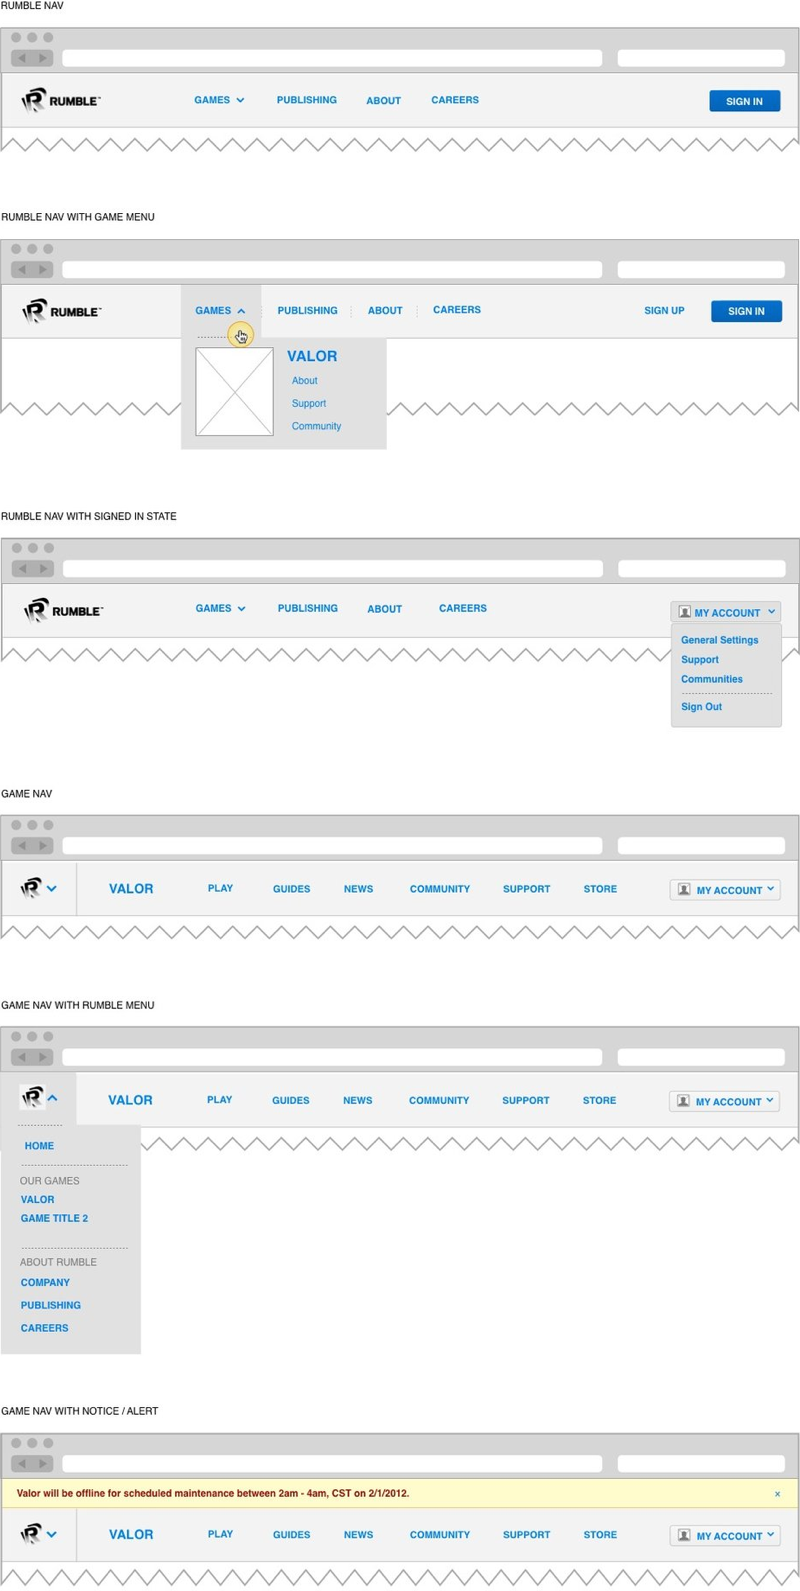 RUMBLE NAV
RUMBLE™ GAMES PUBLISHING ABOUT CAREERS SIGN IN
RUMBLE NAV WITH GAME MENU
RUMBLE™ GAMES PUBLISHING ABOUT CAREERS SIGN UP SIGN IN
VALOR
About
Support
Community
RUMBLE NAV WITH SIGNED IN STATE
RUMBLE™ GAMES PUBLISHING ABOUT CAREERS MY ACCOUNT
General Settings
Support
Communities
Sign Out
GAME NAV
VALOR PLAY GUIDES NEWS COMMUNITY SUPPORT STORE MY ACCOUNT
GAME NAV WITH RUMBLE MENU
VALOR PLAY GUIDES NEWS COMMUNITY SUPPORT STORE MY ACCOUNT
HOME
OUR GAMES
VALOR
GAME TITLE 2
ABOUT RUMBLE
COMPANY
PUBLISHING
CAREERS
GAME NAV WITH NOTICE / ALERT
Valor will be offline for scheduled maintenance between 2am - 4am, CST on 2/1/2012. x
VALOR PLAY GUIDES NEWS COMMUNITY SUPPORT STORE MY ACCOUNT